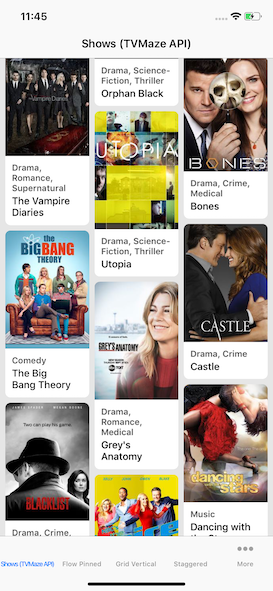 11:45
Shows (TVMaze API)
The Vampire Diaries
Drama,
Romance,
Supernatural
The Vampire
Diaries
the
BIG BANG
THEORY
Comedy
The Big
Bang Theory
JAMES SPADER MEGAN BOONE
Two can play his game.
THE BLACKLIST
Drama, Crime,
Drama, Science-
Fiction, Thriller
Orphan Black
UTOPIA
Drama, Science-
Fiction, Thriller
Utopia
GREY'S ANATOMY
abc
Drama,
Romance,
Medical
Grey's
Anatomy
BONES
Drama, Crime,
Medical
Bones
CASTLE
Drama, Crime
Castle
dancing
with the
stars
Music
Dancing with
Shows (TVMaze API)
Flow Pinned
Grid Vertical
Staggered
More